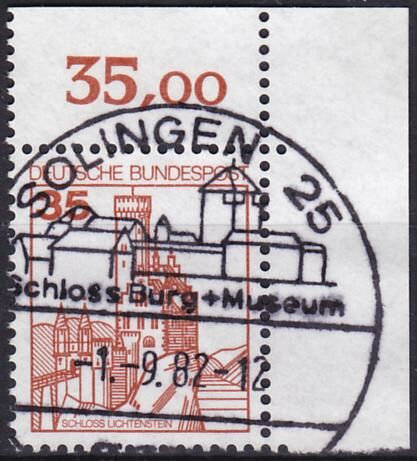 35,00
SOLINGEN 25
DEUTSCHE BUNDESPOST
35
Schloss Burg + Museum
-1.-9.82-12
SCHLOSS LICHTENSTEIN